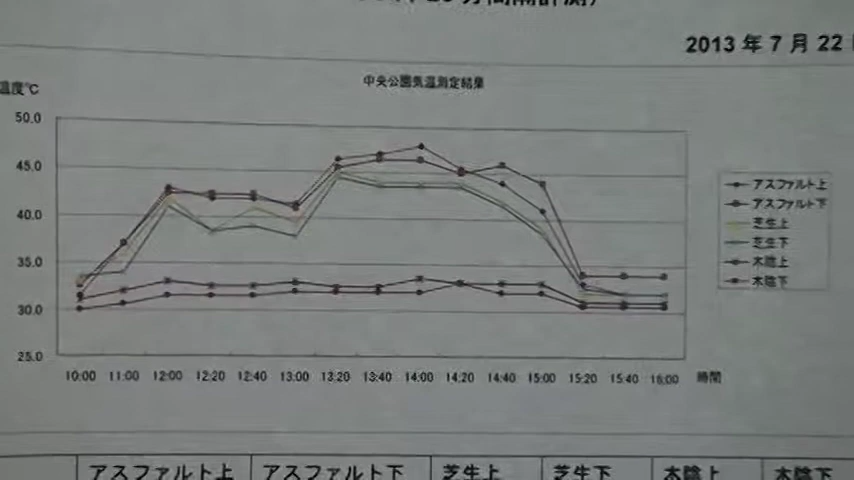 2013 年 7 月 22
温度℃
中央公園気温測定結果
50.0
45.0
40.0
35.0
30.0
25.0
10:00 11:00 12:00 12:20 12:40 13:00 13:20 13:40 14:00 14:20 14:40 15:00 15:20 15:40 16:00 時間
アスファルト上
アスファルト下
芝生上
芝生下
木陰上
木陰下
アスファルト上 アスファルト下 芝生上 芝生下 木陰上 木陰下